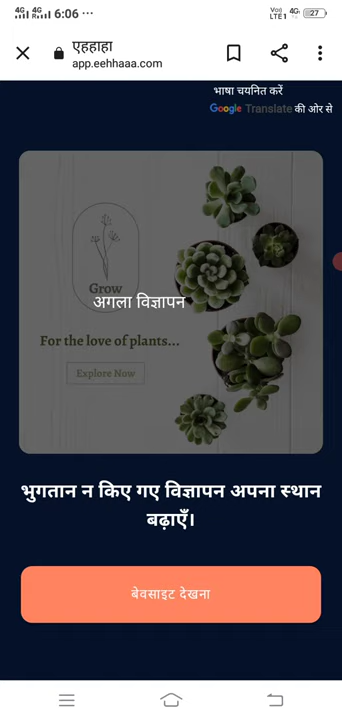 4G 4G R 6:06 ...
Vo)) LTE1 4G 27
एहहाहा
app.eehhaaa.com
भाषा चयनित करें
Google Translate की ओर से
Grow
अगला विज्ञापन
For the love of plants...
Explore Now
भुगतान न किए गए विज्ञापन अपना स्थान
बढ़ाएँ।
बेवसाइट देखना